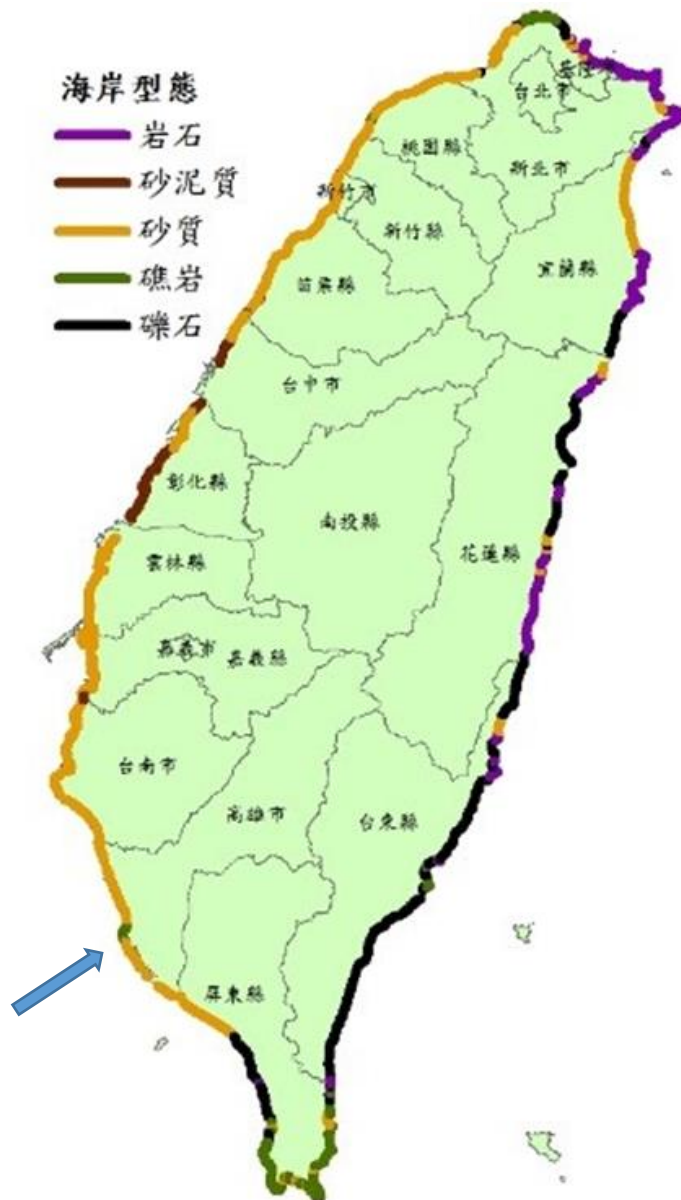 海岸型態
岩石
砂泥質
砂質
礁岩
礫石
基隆市
台北市
桃園縣
新北市
新竹市
新竹縣
宜蘭縣
苗栗縣
台中市
彰化縣
南投縣
花蓮縣
雲林縣
嘉義市
嘉義縣
台南市
高雄市
台東縣
屏東縣